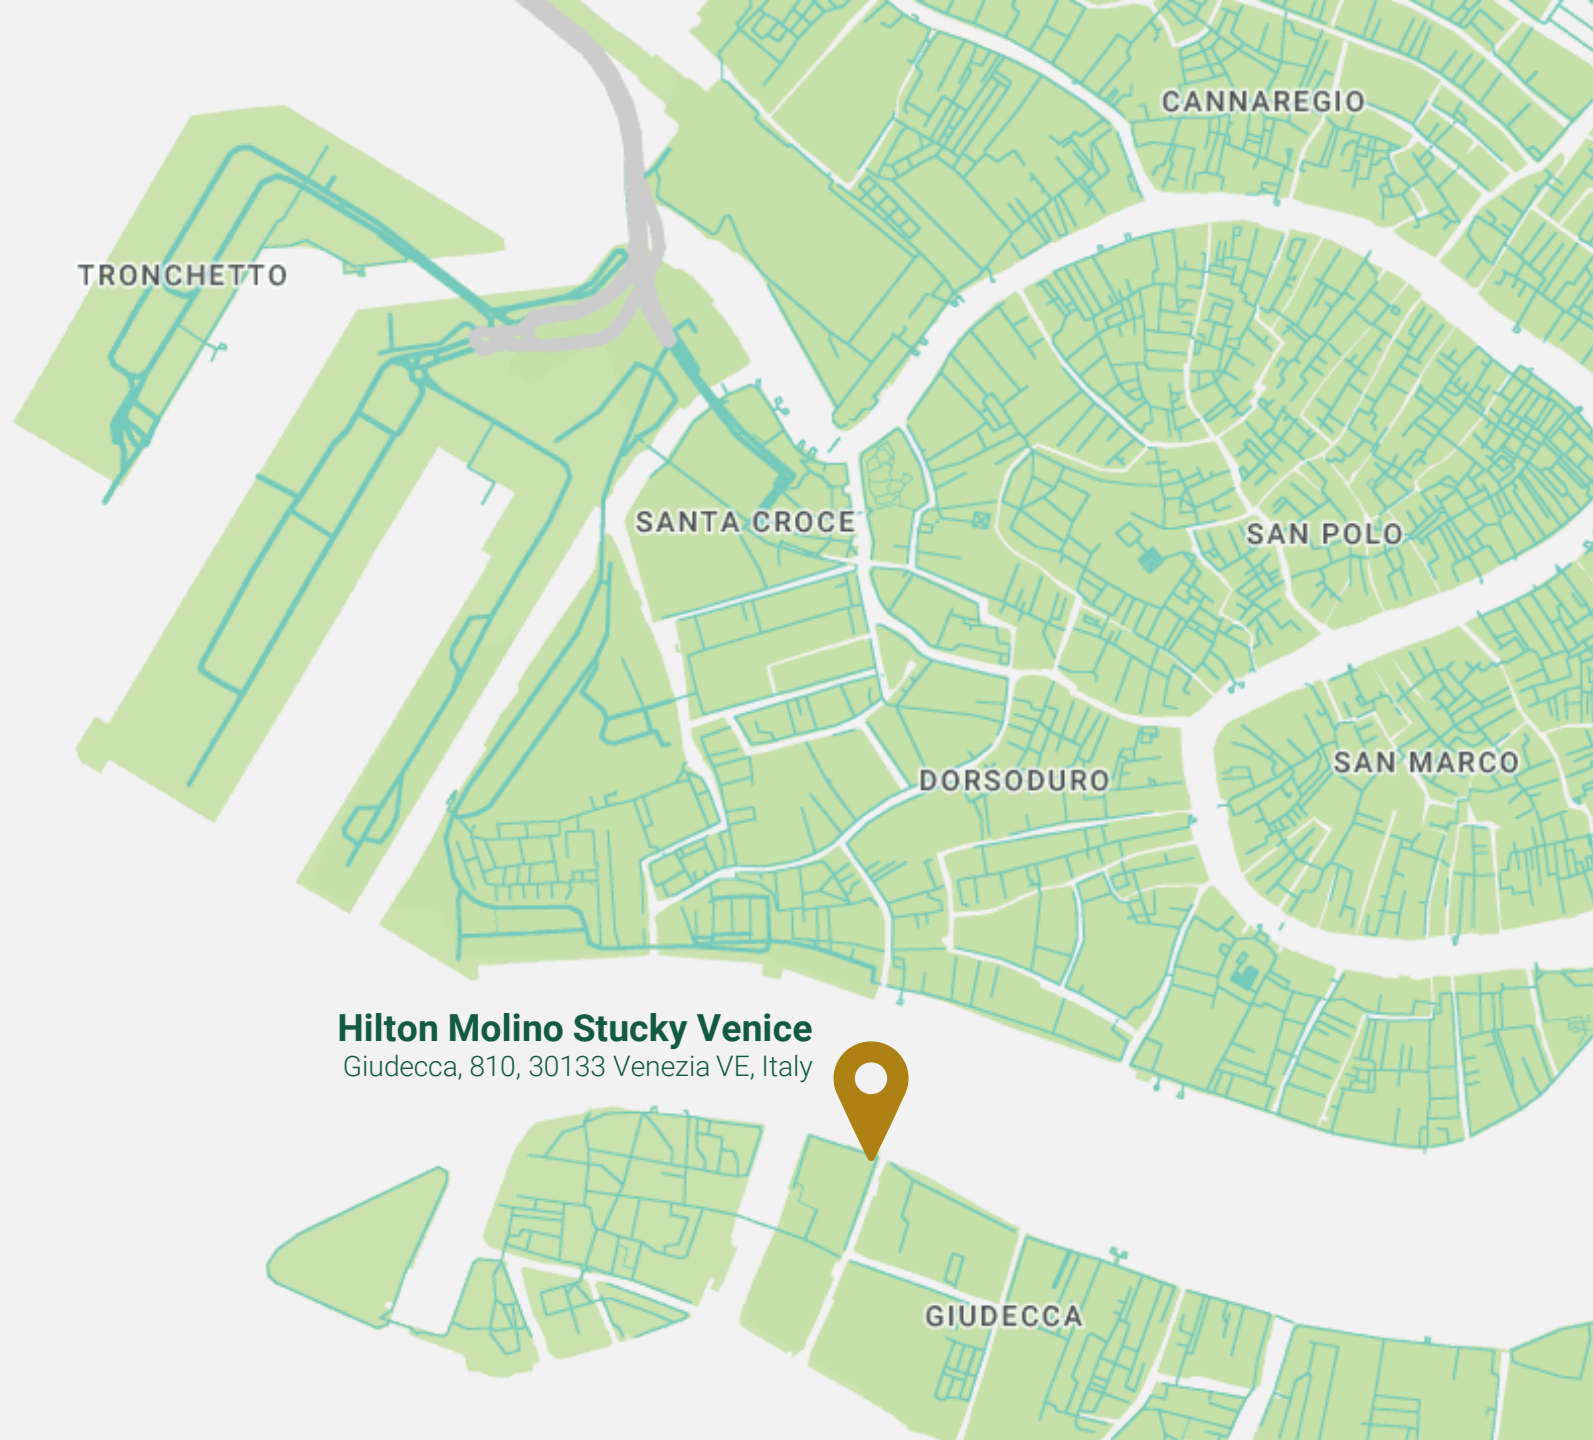 CANNAREGIO
TRONCHETTO
SANTA CROCE
SAN POLO
SAN MARCO
DORSODURO
Hilton Molino Stucky Venice
Giudecca, 810, 30133 Venezia VE, Italy
GIUDECCA